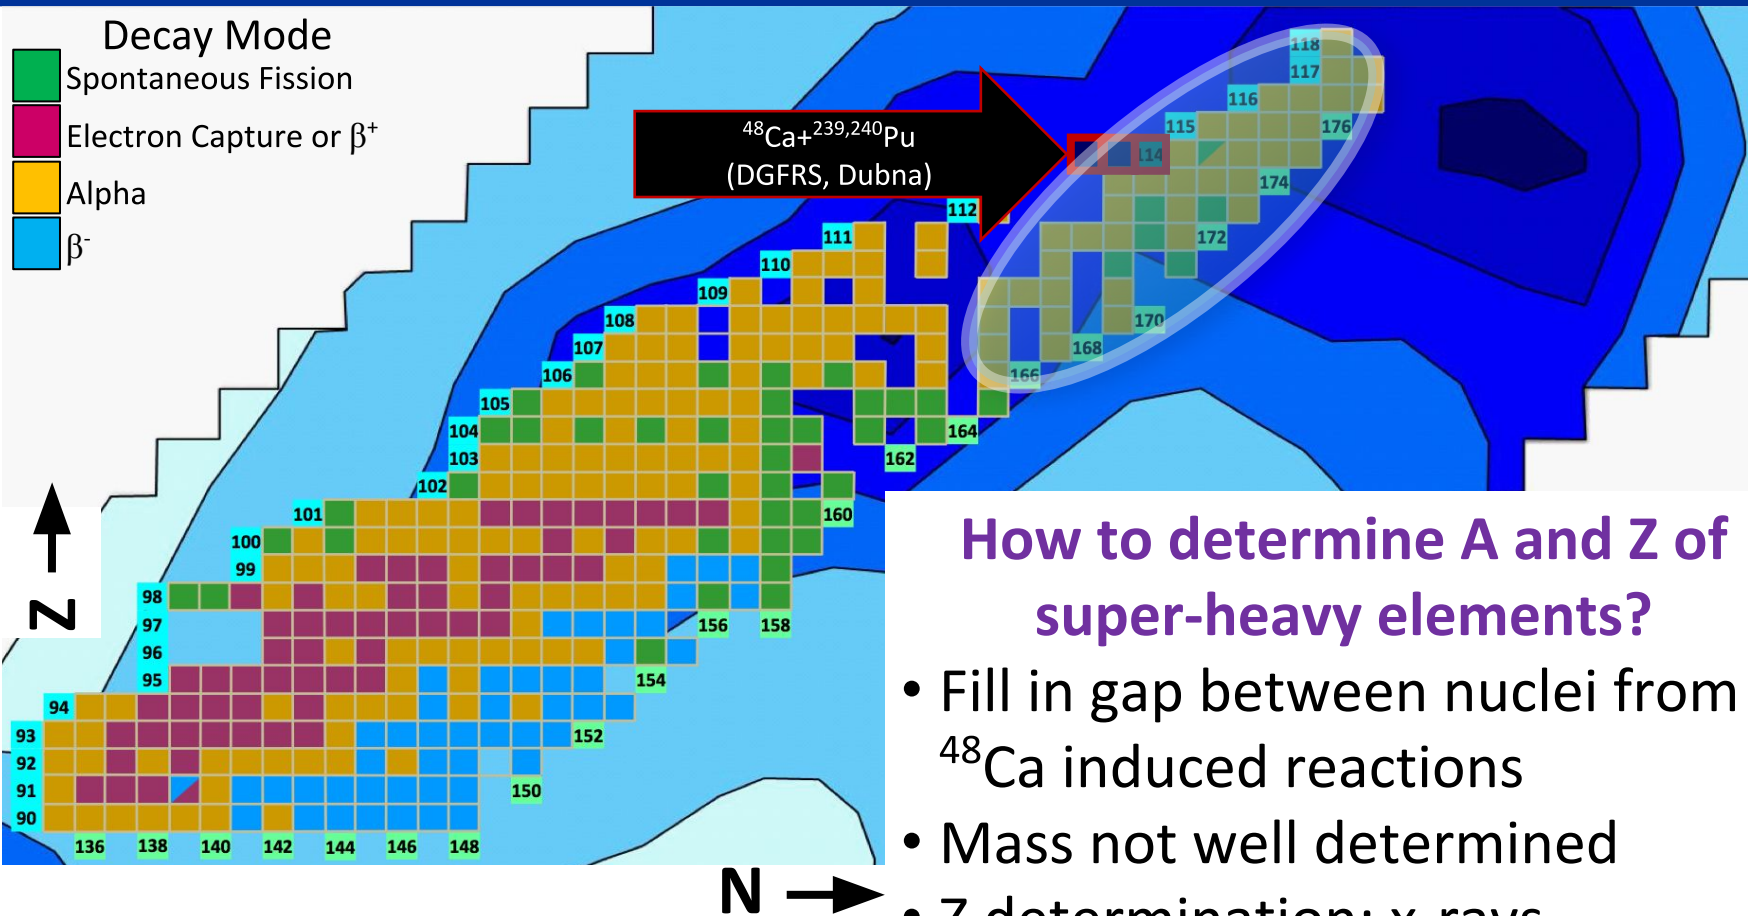 Decay Mode
Spontaneous Fission
Electron Capture or β⁺
Alpha
β⁻
⁴⁸Ca+²³⁹,²⁴⁰Pu
(DGFRS, Dubna)
118
117
116
115 176
114
174
112
111 172
110
109
108 170
107 168
106 166
105
104 164
103 162
102
101 160
100
99
98
97 156 158
96
95 154
94
93 152
92
91 150
90
136 138 140 142 144 146 148
Z
N
How to determine A and Z of
super-heavy elements?
• Fill in gap between nuclei from
⁴⁸Ca induced reactions
• Mass not well determined
• Z determination: x-rays